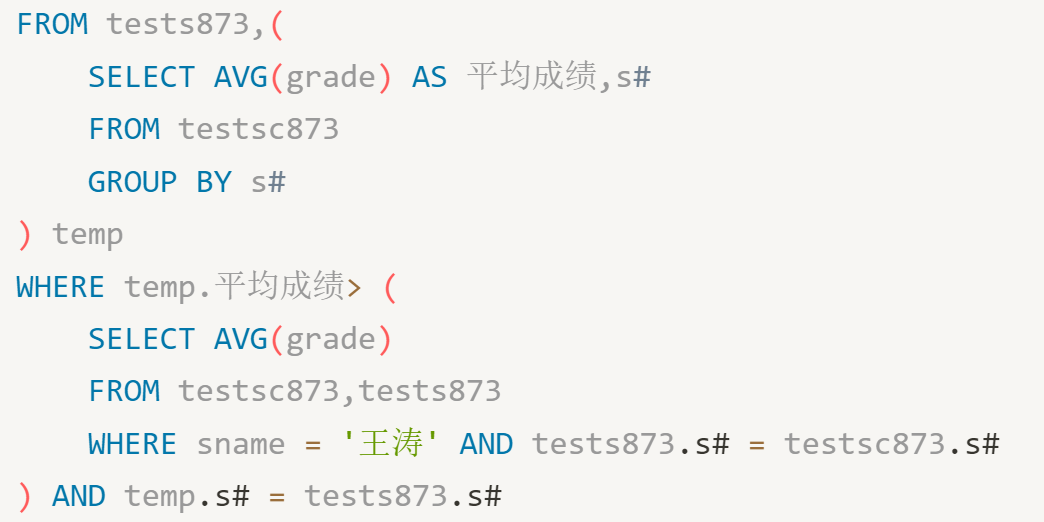 FROM tests873,(
SELECT AVG(grade) AS 平均成绩,s#
FROM testsc873
GROUP BY s#
) temp
WHERE temp.平均成绩> (
SELECT AVG(grade)
FROM testsc873,tests873
WHERE sname = '王涛' AND tests873.s# = testsc873.s#
) AND temp.s# = tests873.s#